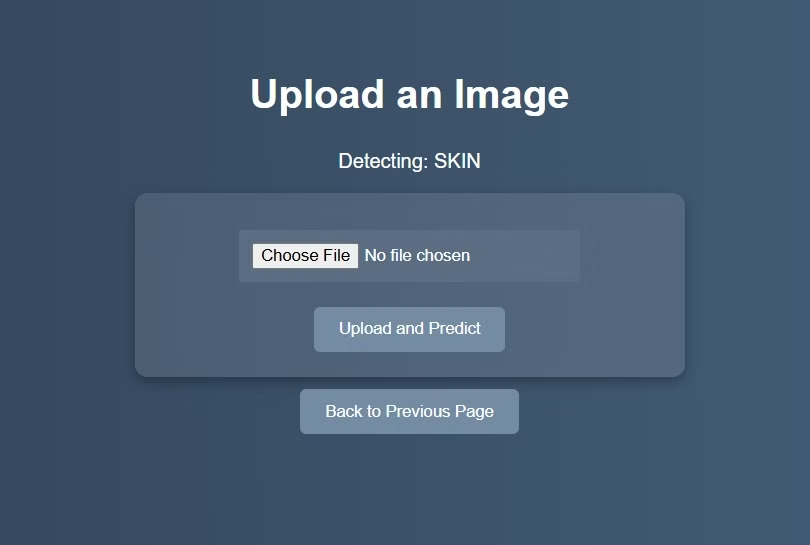 Upload an Image
Detecting: SKIN
Choose File No file chosen
Upload and Predict
Back to Previous Page